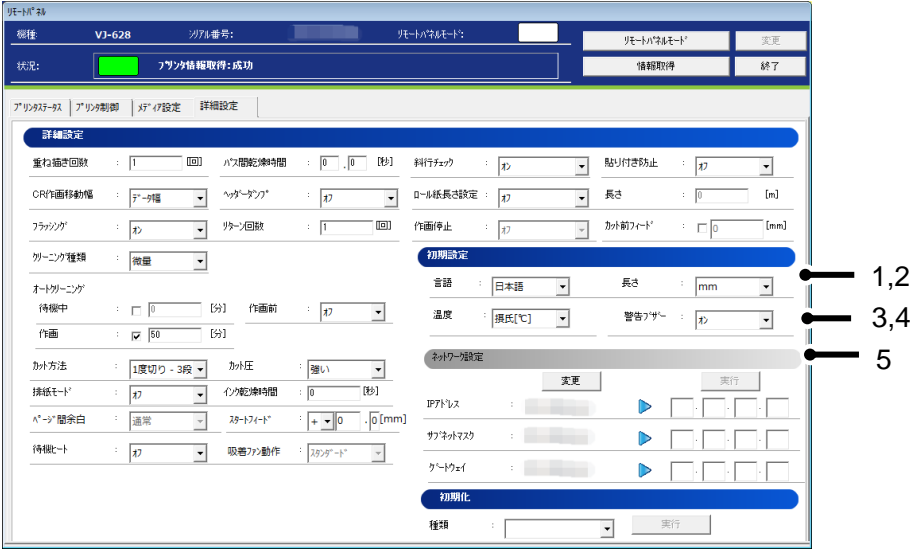 リモートパネル
機種: VJ-628 シリアル番号: リモートパネルモード: リモートパネルモード 変更
状況: プリンタ情報取得:成功 情報取得 終了
プリンタステータス プリンタ制御 メディア設定 詳細設定
詳細設定
重ね描き回数 : 1 [回] パス間乾燥時間 : 0 . 0 [秒] 斜行チェック : オン 貼り付き防止 : オフ
CR作画移動幅 : データ幅 ヘッダーダンプ : オフ ロール紙長さ設定 : オフ 長さ : 0 [m]
フラッシング : オン リターン回数 : 1 [回] 作画停止 : オフ カット前フィード : 0 [mm]
クリーニング種類 : 微量
オートクリーニング
待機中 : 0 [分] 作画前 : オフ
作画 : 50 [分]
カット方法 : 1度切り - 3段 カット圧 : 強い
排紙モード : オフ インク乾燥時間 : 0 [秒]
ページ間余白 : 通常 スタートフィード : + 0 . 0 [mm]
待機ヒート : オフ 吸着ファン動作 : スタンダード
初期設定
言語 : 日本語 長さ : mm
温度 : 摂氏[℃] 警告ブザー : オン
ネットワーク設定
変更 実行
IPアドレス : . . .
サブネットマスク : . . .
ゲートウェイ : . . .
初期化
種類 : 実行
1,2
3,4
5